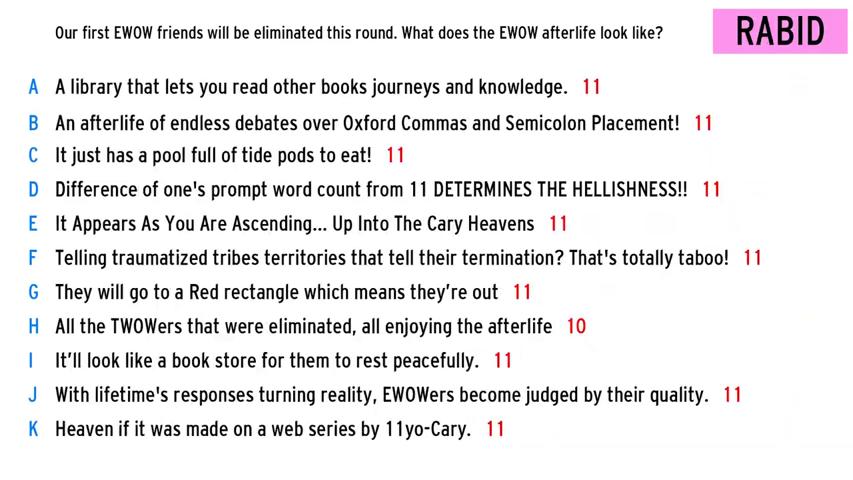 Our first EWOW friends will be eliminated this round. What does the EWOW afterlife look like?
RABID
A A library that lets you read other books journeys and knowledge. 11
B An afterlife of endless debates over Oxford Commas and Semicolon Placement! 11
C It just has a pool full of tide pods to eat! 11
D Difference of one's prompt word count from 11 DETERMINES THE HELLISHNESS!! 11
E It Appears As You Are Ascending... Up Into The Cary Heavens 11
F Telling traumatized tribes territories that tell their termination? That's totally taboo! 11
G They will go to a Red rectangle which means they’re out 11
H All the TWOWers that were eliminated, all enjoying the afterlife 10
I It’ll look like a book store for them to rest peacefully. 11
J With lifetime's responses turning reality, EWOWers become judged by their quality. 11
K Heaven if it was made on a web series by 11yo-Cary. 11